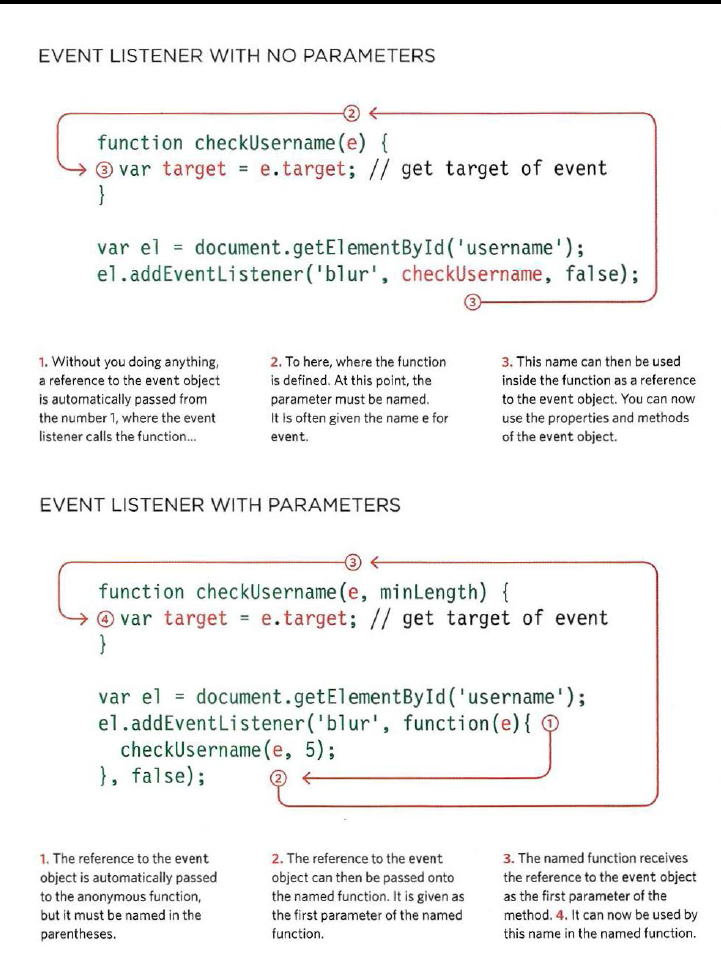 EVENT LISTENER WITH NO PARAMETERS
②
function checkUsername(e) {
③ var target = e.target; // get target of event
}
var el = document.getElementById('username');
el.addEventListener('blur', checkUsername, false);
③
1. Without you doing anything,
a reference to the event object
is automatically passed from
the number 1, where the event
listener calls the function...
2. To here, where the function
is defined. At this point, the
parameter must be named.
It is often given the name e for
event.
3. This name can then be used
inside the function as a reference
to the event object. You can now
use the properties and methods
of the event object.
EVENT LISTENER WITH PARAMETERS
③
function checkUsername(e, minLength) {
④ var target = e.target; // get target of event
}
var el = document.getElementById('username');
el.addEventListener('blur', function(e){ ①
checkUsername(e, 5);
}, false); ②
1. The reference to the event
object is automatically passed
to the anonymous function,
but it must be named in the
parentheses.
2. The reference to the event
object can then be passed onto
the named function. It is given as
the first parameter of the named
function.
3. The named function receives
the reference to the event object
as the first parameter of the
method. 4. It can now be used by
this name in the named function.